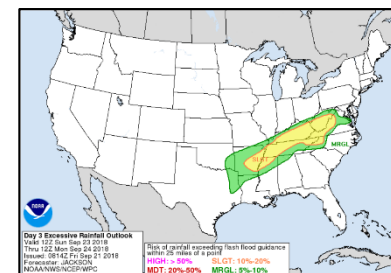 MRGL
SLGT
NOAA
Day 3 Excessive Rainfall Outlook
Valid 12Z Sun Sep 23 2018
Thru 12Z Mon Sep 24 2018
Issued: 0814Z Fri Sep 21 2018
Forecaster: JACKSON
NOAA/NWS/NCEP/WPC
Risk of rainfall exceeding flash flood guidance
within 25 miles of a point
HIGH: > 50% SLGT: 10%-20%
MDT: 20%-50% MRGL: 5%-10%